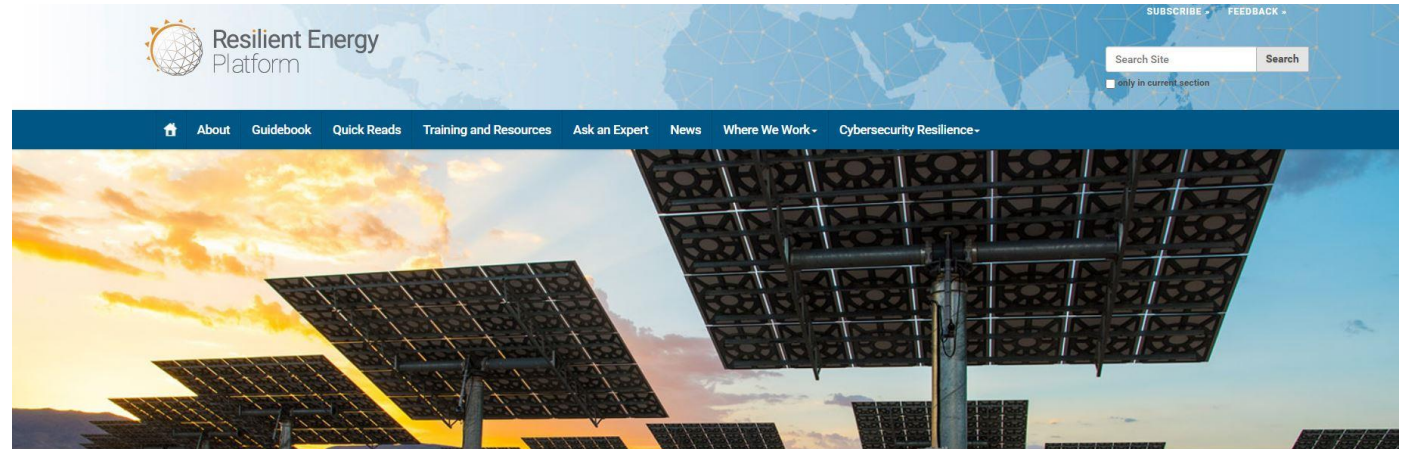 SUBSCRIBE FEEDBACK
Resilient Energy
Platform
Search Site Search
only in current section
About Guidebook Quick Reads Training and Resources Ask an Expert News Where We Work Cybersecurity Resilience